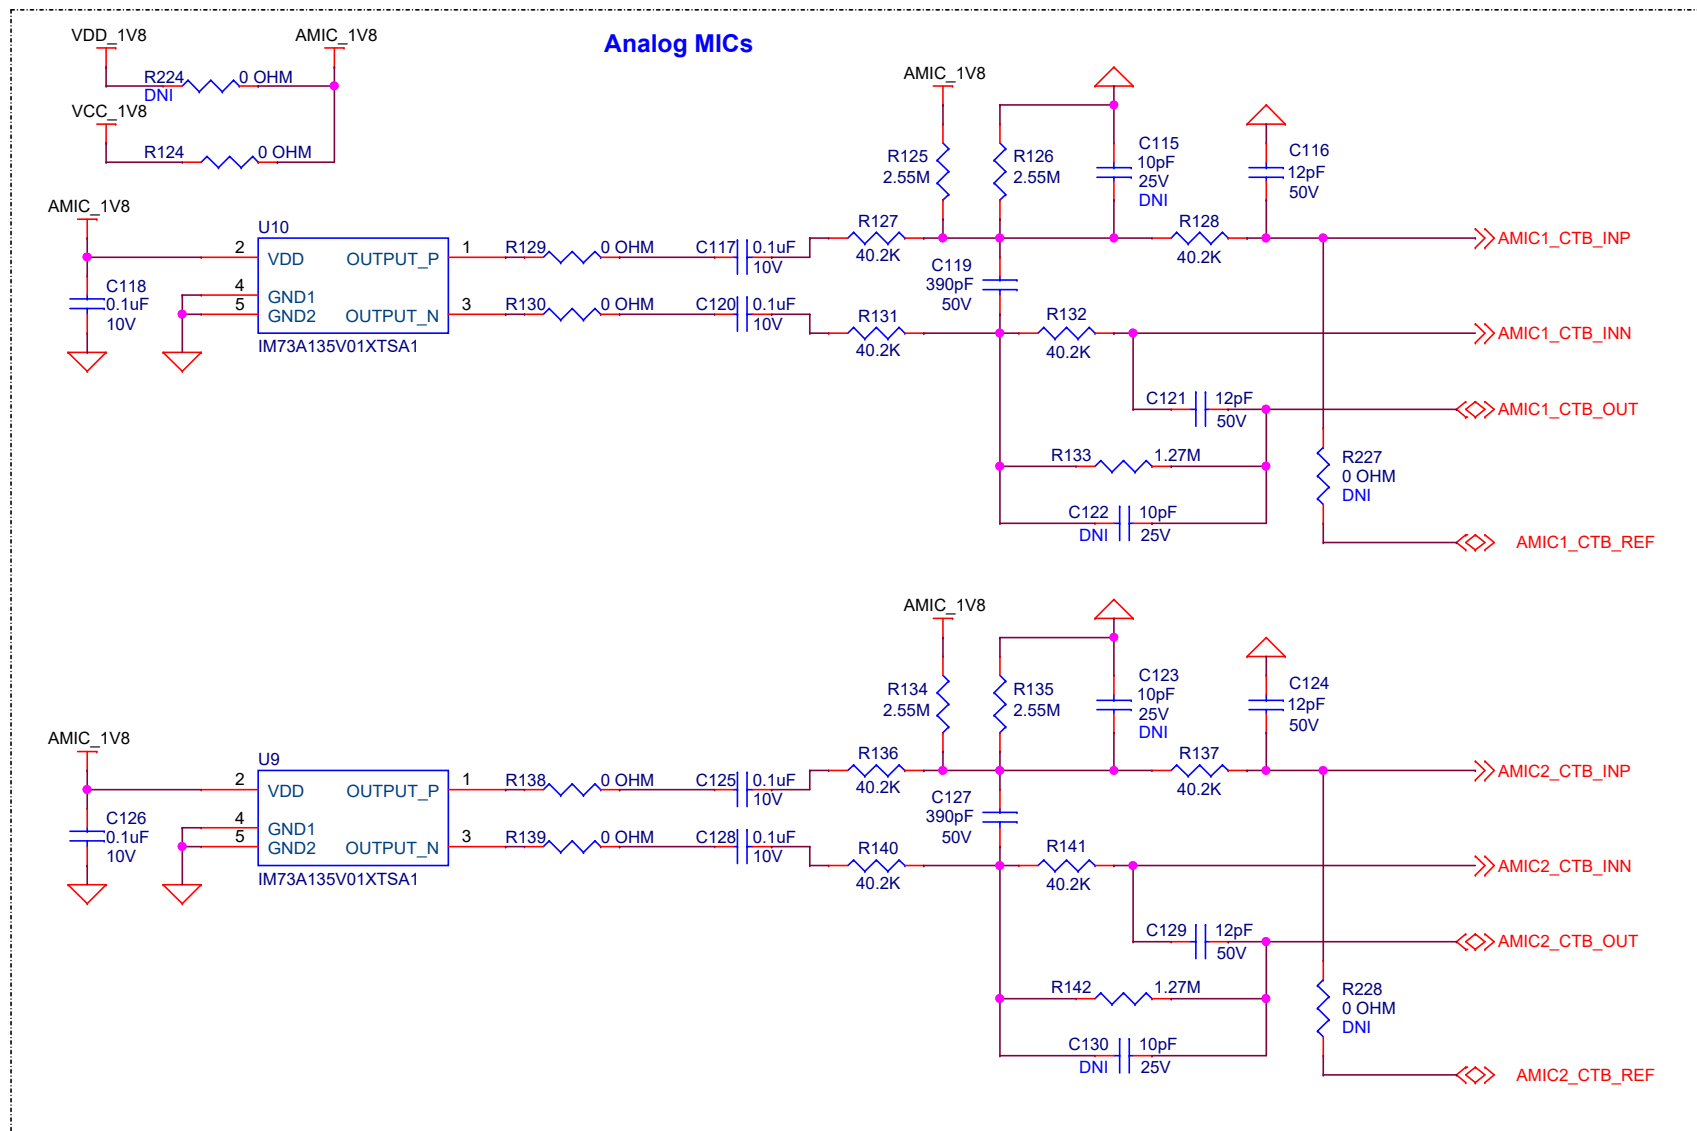 Analog MICs
VDD_1V8
AMIC_1V8
R224
0 OHM
DNI
VCC_1V8
R124
0 OHM
AMIC_1V8
C118
0.1uF
10V
U10
2
VDD
OUTPUT_P
1
4
GND1
5
GND2
OUTPUT_N
3
IM73A135V01XTSA1
R129
0 OHM
C117
0.1uF
10V
R130
0 OHM
C120
0.1uF
10V
R127
40.2K
R131
40.2K
AMIC_1V8
R125
2.55M
R126
2.55M
C115
10pF
25V
DNI
C116
12pF
50V
C119
390pF
50V
R128
40.2K
R132
40.2K
C121
12pF
50V
R133
1.27M
C122
10pF
DNI
25V
R227
0 OHM
DNI
AMIC1_CTB_INP
AMIC1_CTB_INN
AMIC1_CTB_OUT
AMIC1_CTB_REF
AMIC_1V8
C126
0.1uF
10V
U9
2
VDD
OUTPUT_P
1
4
GND1
5
GND2
OUTPUT_N
3
IM73A135V01XTSA1
R138
0 OHM
C125
0.1uF
10V
R139
0 OHM
C128
0.1uF
10V
R136
40.2K
R140
40.2K
AMIC_1V8
R134
2.55M
R135
2.55M
C123
10pF
25V
DNI
C124
12pF
50V
C127
390pF
50V
R137
40.2K
R141
40.2K
C129
12pF
50V
R142
1.27M
C130
10pF
DNI
25V
R228
0 OHM
DNI
AMIC2_CTB_INP
AMIC2_CTB_INN
AMIC2_CTB_OUT
AMIC2_CTB_REF